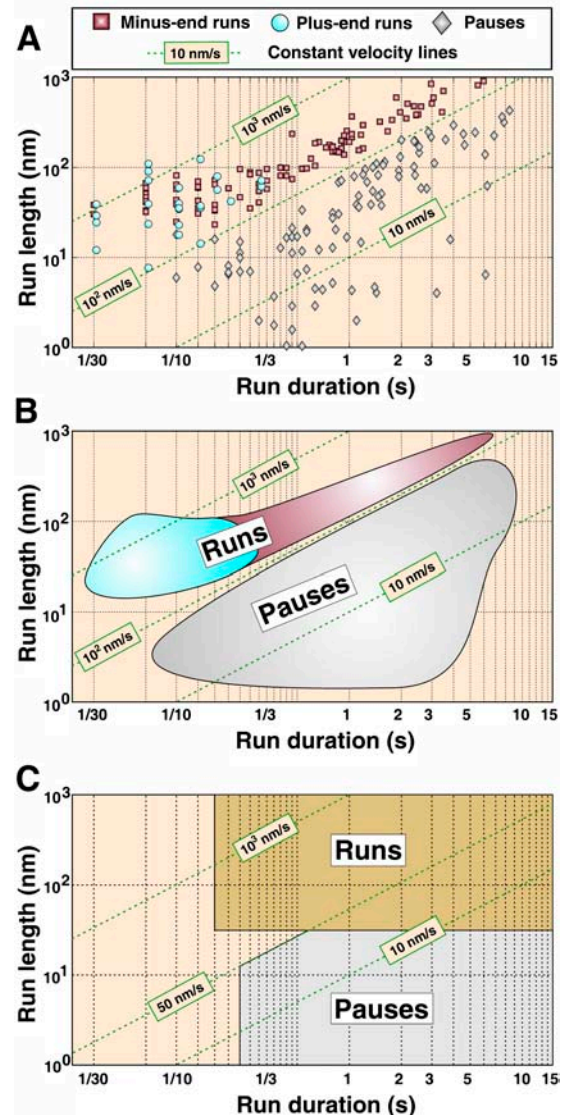 Minus-end runs Plus-end runs Pauses
10 nm/s Constant velocity lines
A
Run length (nm)
10³
10²
10¹
10⁰
10³ nm/s
10² nm/s
10 nm/s
1/30 1/10 1/3 1 2 3 5 10 15
Run duration (s)
B
Run length (nm)
10³
10²
10¹
10⁰
10³ nm/s
10² nm/s
10 nm/s
Runs
Pauses
1/30 1/10 1/3 1 2 3 5 10 15
Run duration (s)
C
Run length (nm)
10³
10²
10¹
10⁰
10³ nm/s
50 nm/s
10 nm/s
Runs
Pauses
1/30 1/10 1/3 1 2 3 5 10 15
Run duration (s)